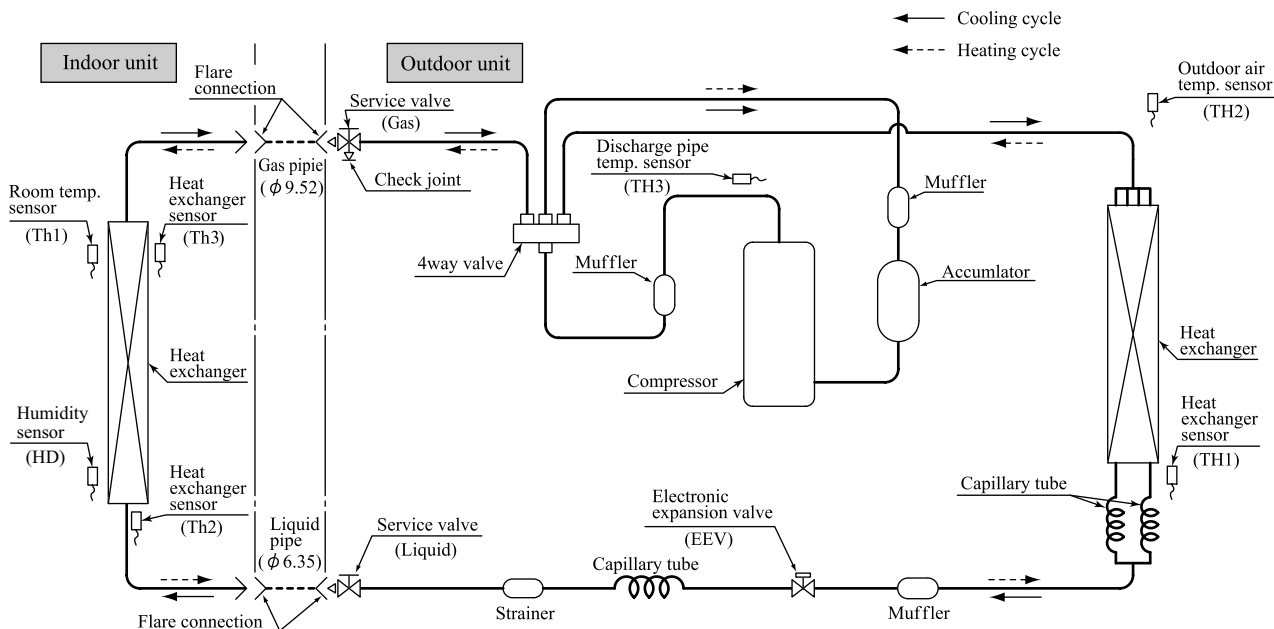 Cooling cycle
Heating cycle
Indoor unit
Outdoor unit
Flare
connection
Service valve
(Gas)
Outdoor air
temp. sensor
(TH2)
Gas pipie
(ϕ9.52)
Check joint
Discharge pipe
temp. sensor
(TH3)
Muffler
Room temp.
sensor
(Th1)
Heat
exchanger
sensor
(Th3)
4way valve
Muffler
Accumlator
Heat
exchanger
Heat
exchanger
Compressor
Humidity
sensor
(HD)
Heat
exchanger
sensor
(TH1)
Heat
exchanger
sensor
(Th2)
Capillary tube
Liquid
pipe
(ϕ6.35)
Service valve
(Liquid)
Electronic
expansion valve
(EEV)
Capillary tube
Strainer
Muffler
Flare connection